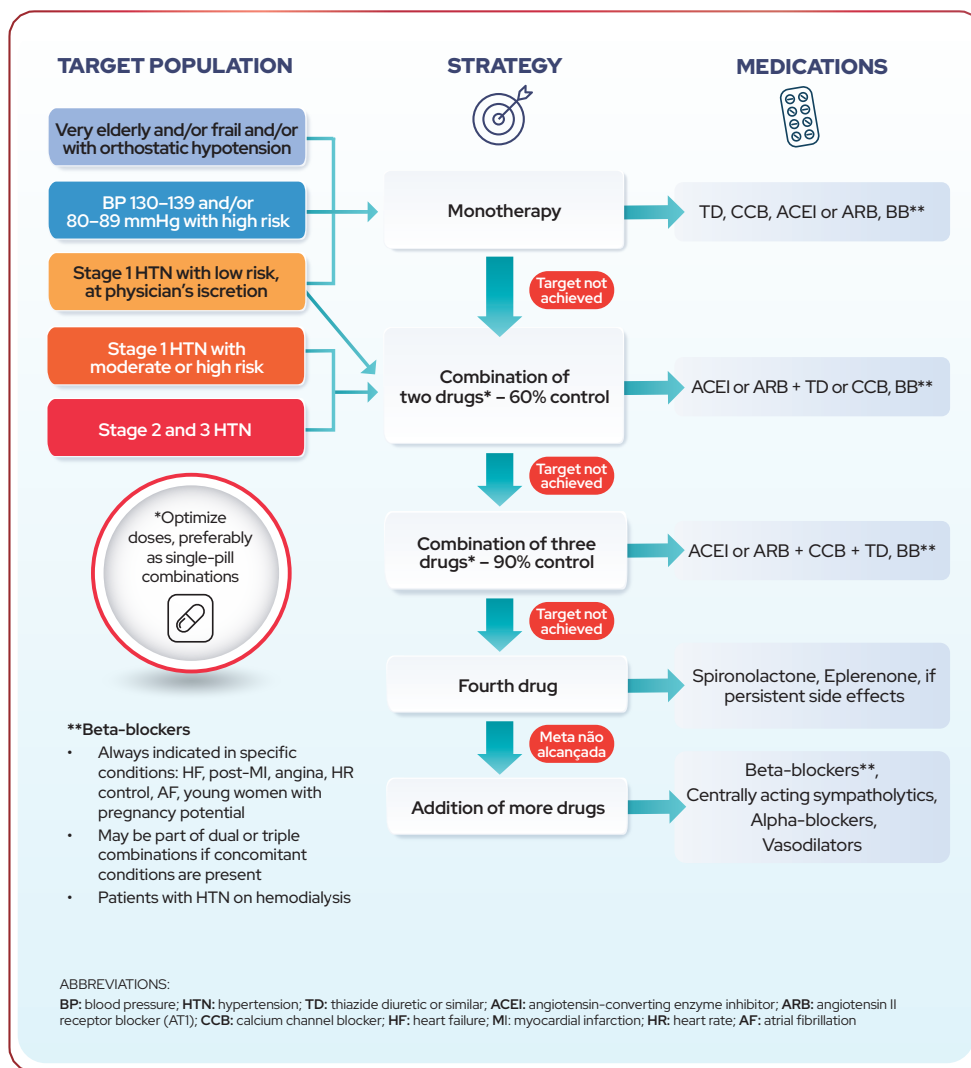 TARGET POPULATION
STRATEGY
MEDICATIONS
Very elderly and/or frail and/or
with orthostatic hypotension
BP 130–139 and/or
80–89 mmHg with high risk
Monotherapy
TD, CCB, ACEI or ARB, BB**
Stage 1 HTN with low risk,
at physician's iscretion
Target not
achieved
Stage 1 HTN with
moderate or high risk
Combination of
two drugs* – 60% control
ACEI or ARB + TD or CCB, BB**
Stage 2 and 3 HTN
Target not
achieved
*Optimize
doses, preferably
as single-pill
combinations
Combination of three
drugs* – 90% control
ACEI or ARB + CCB + TD, BB**
Target not
achieved
Fourth drug
Spironolactone, Eplerenone, if
persistent side effects
Meta não
alcançada
Addition of more drugs
Beta-blockers**,
Centrally acting sympatholytics,
Alpha-blockers,
Vasodilators
**Beta-blockers
• Always indicated in specific
conditions: HF, post-MI, angina, HR
control, AF, young women with
pregnancy potential
• May be part of dual or triple
combinations if concomitant
conditions are present
• Patients with HTN on hemodialysis
ABBREVIATIONS:
BP: blood pressure; HTN: hypertension; TD: thiazide diuretic or similar; ACEI: angiotensin-converting enzyme inhibitor; ARB: angiotensin II
receptor blocker (AT1); CCB: calcium channel blocker; HF: heart failure; MI: myocardial infarction; HR: heart rate; AF: atrial fibrillation